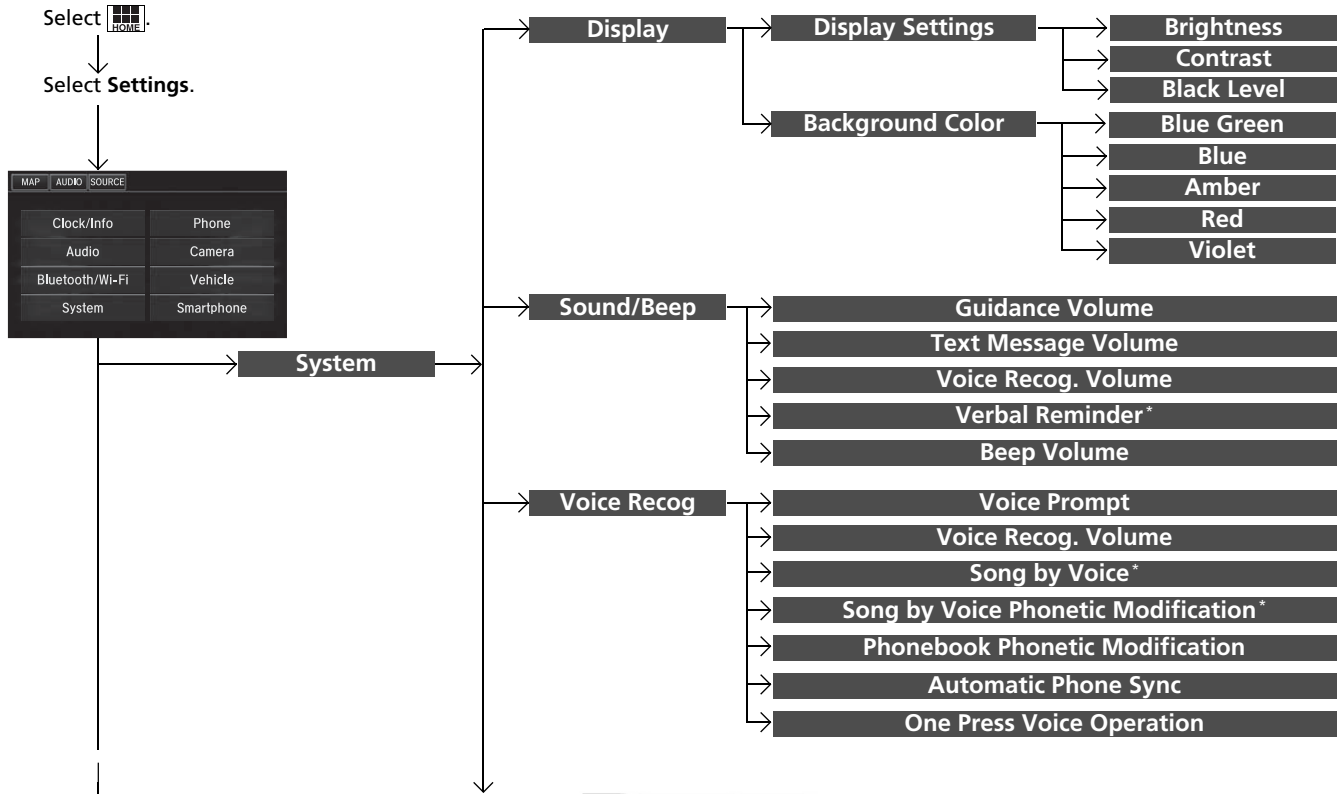 Select HOME.
Select Settings.
MAP AUDIO SOURCE
Clock/Info Phone
Audio Camera
Bluetooth/Wi-Fi Vehicle
System Smartphone
System
Display
Display Settings
Brightness
Contrast
Black Level
Background Color
Blue Green
Blue
Amber
Red
Violet
Sound/Beep
Guidance Volume
Text Message Volume
Voice Recog. Volume
Verbal Reminder*
Beep Volume
Voice Recog
Voice Prompt
Voice Recog. Volume
Song by Voice*
Song by Voice Phonetic Modification*
Phonebook Phonetic Modification
Automatic Phone Sync
One Press Voice Operation